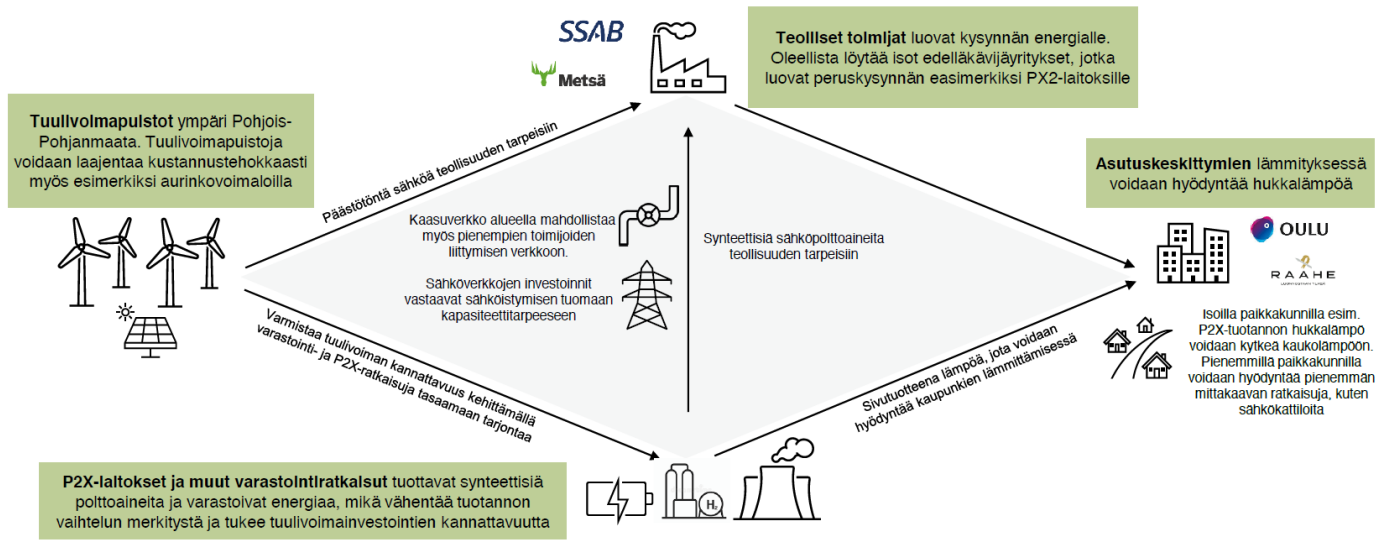 SSAB
Metsä
Teolliset toimijat luovat kysynnän energialle.
Oleellista löytää isot edelläkävijäyritykset, jotka
luovat peruskysynnän easimerkiksi PX2-laitoksille
Tuulivoimapuistot ympäri Pohjois-
Pohjanmaata. Tuulivoimapuistoja
voidaan laajentaa kustannustehokkaasti
myös esimerkiksi aurinkovoimaloilla
Päästötöntä sähköä teollisuuden tarpeisiin
Asutuskeskittymien lämmityksessä
voidaan hyödyntää hukkalämpöä
Kaasuverkko alueella mahdollistaa
myös pienempien toimijoiden
liittymisen verkkoon.
Synteettisiä sähköpolttoaineita
teollisuuden tarpeisiin
Sähköverkkojen investoinnit
vastaavat sähköistymisen tuomaan
kapasiteettitarpeeseen
OULU
RAAHE
Varmistaa tuulivoiman kannattavuus kehittämällä
varastointi- ja P2X-ratkaisuja tasaamaan tarjontaa
Sivutuotteena lämpöä, jota voidaan
hyödyntää kaupunkien lämmittämisessä
Isoilla paikkakunnilla esim.
P2X-tuotannon hukkalämpö
voidaan kytkeä kaukolämpöön.
Pienemmillä paikkakunnilla
voidaan hyödyntää pienemmän
mittakaavan ratkaisuja, kuten
sähkökattiloita
P2X-laitokset ja muut varastointiratkaisut tuottavat synteettisiä
polttoaineita ja varastoivat energiaa, mikä vähentää tuotannon
vaihtelun merkitystä ja tukee tuulivoimainvestointien kannattavuutta
H₂